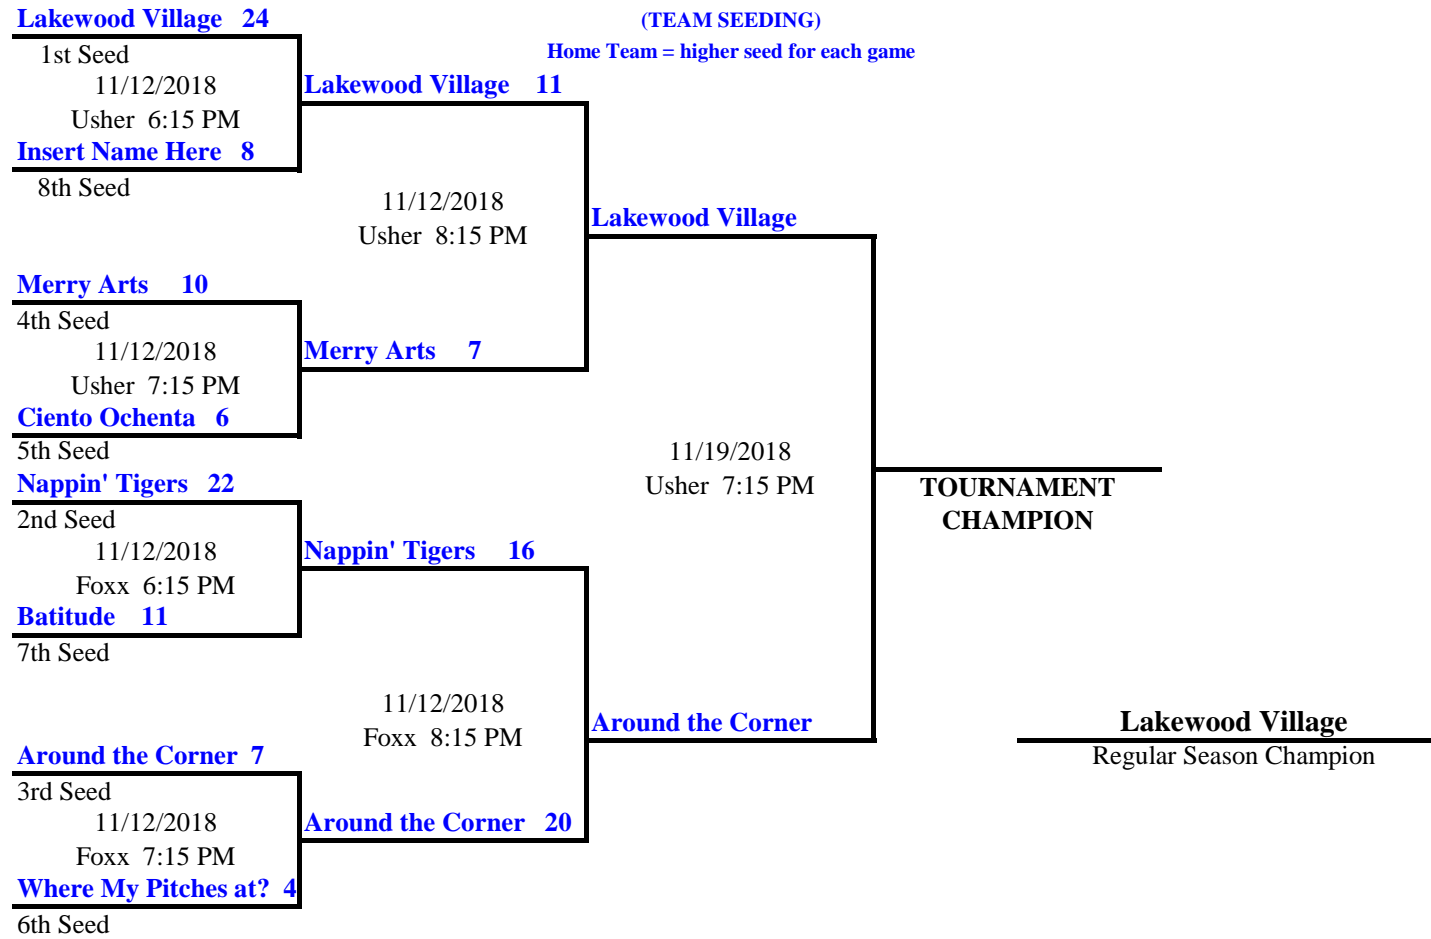 Lakewood Village 24
(TEAM SEEDING)
Home Team = higher seed for each game
1st Seed
11/12/2018
Usher 6:15 PM
Insert Name Here 8
8th Seed
Lakewood Village 11
11/12/2018
Usher 8:15 PM
Lakewood Village
Merry Arts 10
4th Seed
11/12/2018
Usher 7:15 PM
Ciento Ochenta 6
5th Seed
Merry Arts 7
11/19/2018
Usher 7:15 PM
TOURNAMENT
CHAMPION
Nappin' Tigers 22
2nd Seed
11/12/2018
Foxx 6:15 PM
Batitude 11
7th Seed
Nappin' Tigers 16
11/12/2018
Foxx 8:15 PM
Around the Corner
Lakewood Village
Regular Season Champion
Around the Corner 7
3rd Seed
11/12/2018
Foxx 7:15 PM
Where My Pitches at? 4
6th Seed
Around the Corner 20